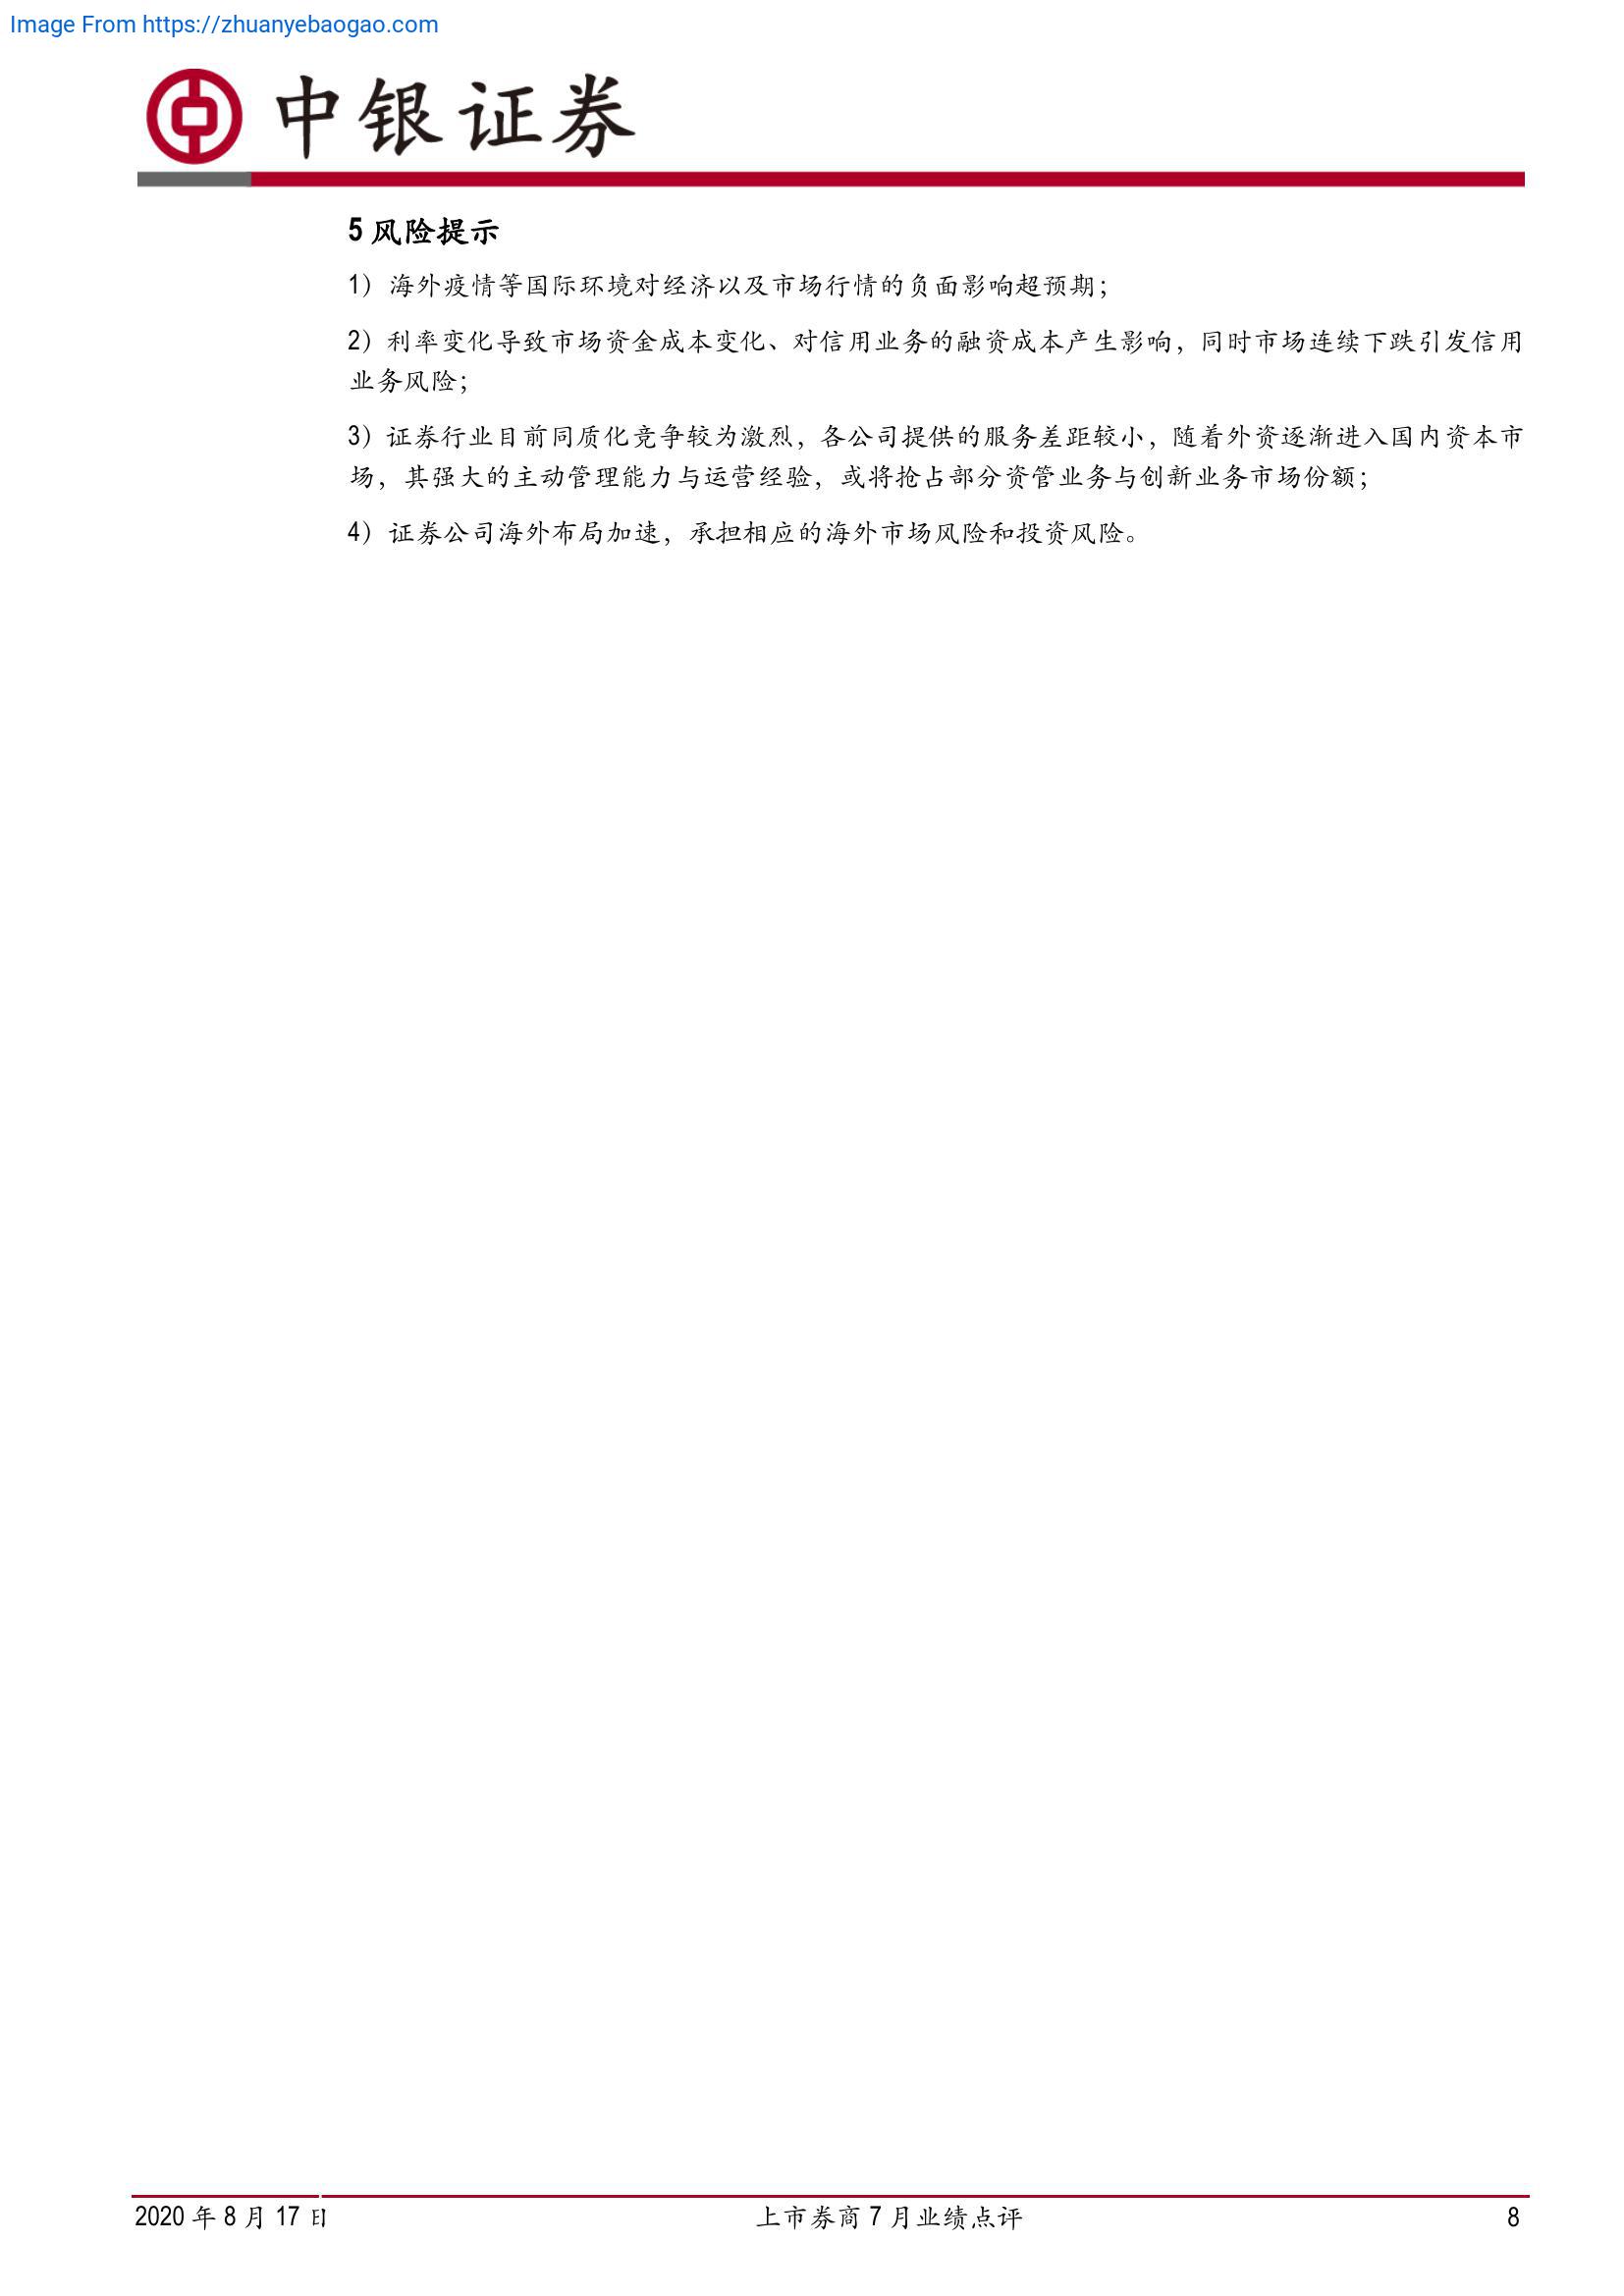 Image From https://zhuanyebaogao.com
中银证券
5 风险提示
1）海外疫情等国际环境对经济以及市场行情的负面影响超预期；
2）利率变化导致市场资金成本变化、对信用业务的融资成本产生影响，同时市场连续下跌引发信用
业务风险；
3）证券行业目前同质化竞争较为激烈，各公司提供的服务差距较小，随着外资逐渐进入国内资本市
场，其强大的主动管理能力与运营经验，或将抢占部分资管业务与创新业务市场份额；
4）证券公司海外布局加速，承担相应的海外市场风险和投资风险。
2020 年 8 月 17 日
上市券商 7 月业绩点评
8